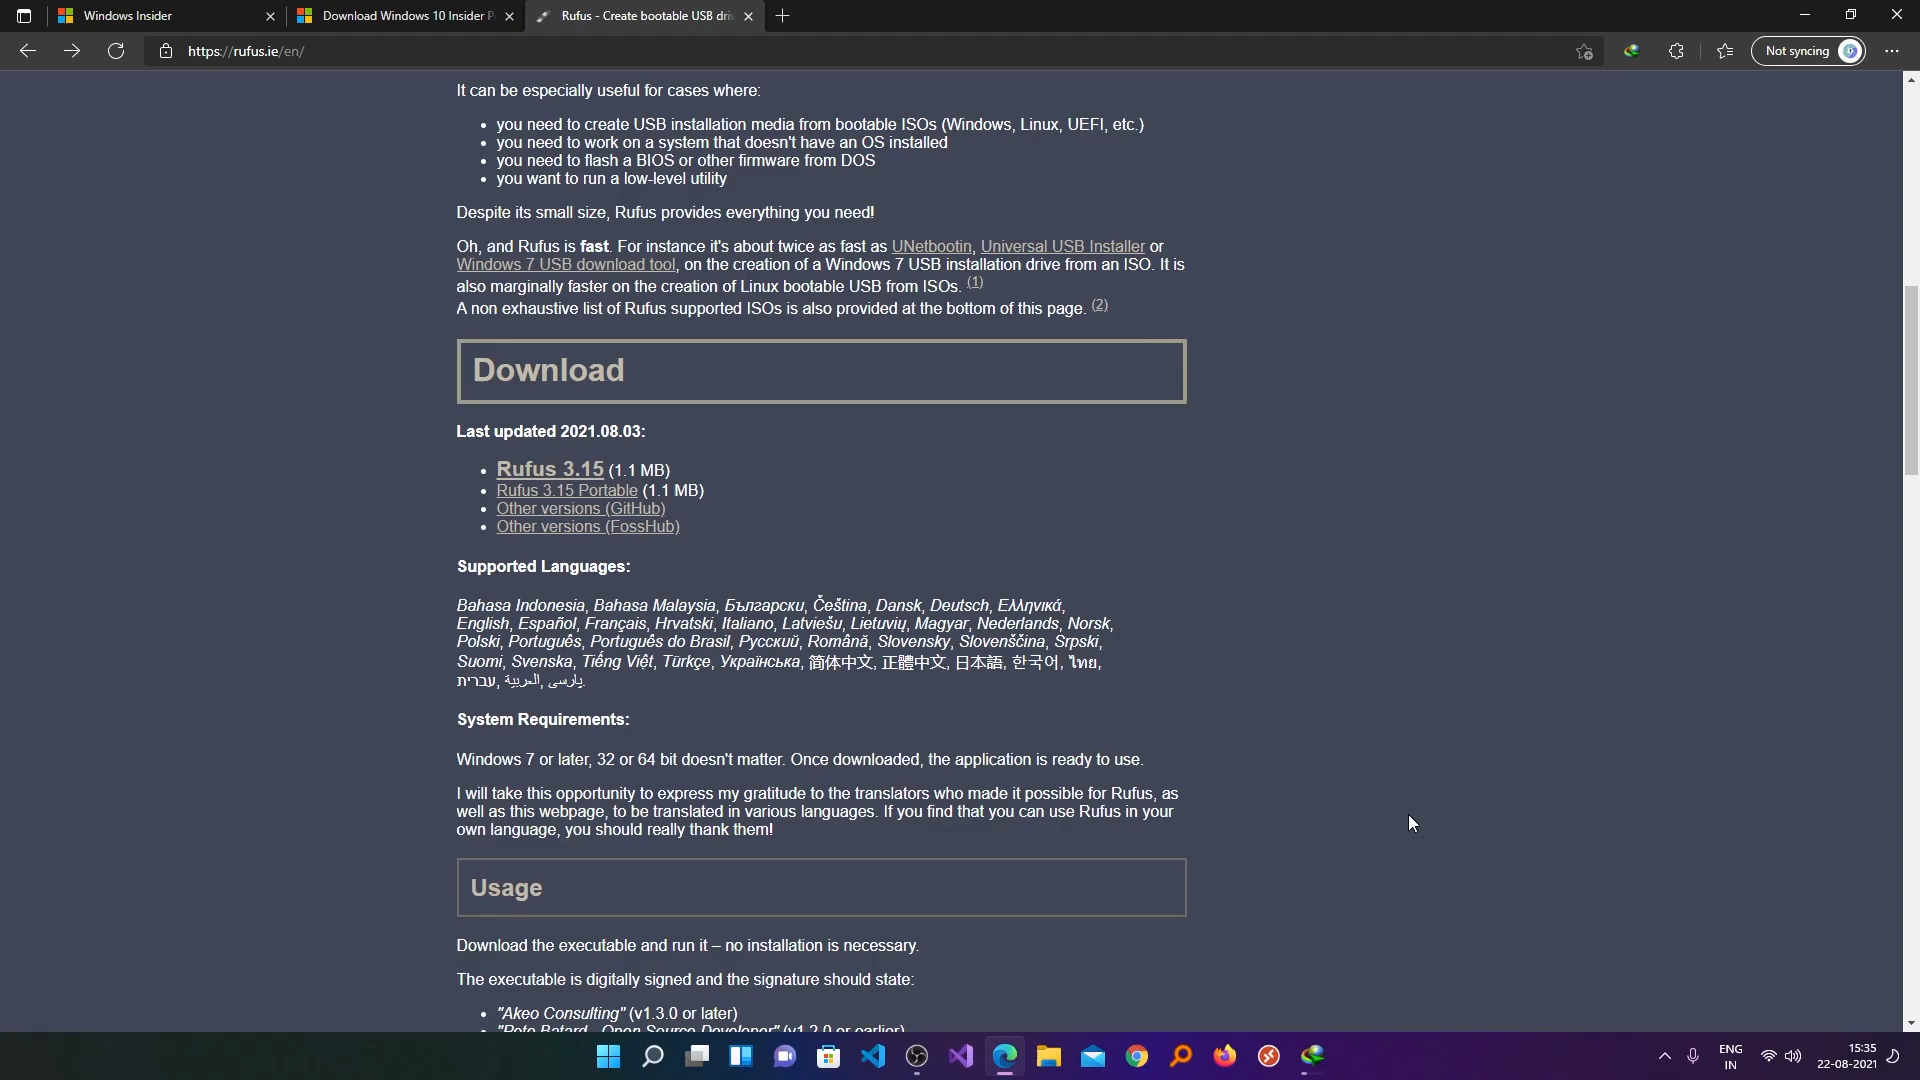 Windows Insider
Download Windows 10 Insider P
Rufus - Create bootable USB driv
https://rufus.ie/en/
Not syncing
It can be especially useful for cases where:
• you need to create USB installation media from bootable ISOs (Windows, Linux, UEFI, etc.)
• you need to work on a system that doesn't have an OS installed
• you need to flash a BIOS or other firmware from DOS
• you want to run a low-level utility
Despite its small size, Rufus provides everything you need!
Oh, and Rufus is fast. For instance it's about twice as fast as UNetbootin, Universal USB Installer or
Windows 7 USB download tool, on the creation of a Windows 7 USB installation drive from an ISO. It is
also marginally faster on the creation of Linux bootable USB from ISOs. (1)
A non exhaustive list of Rufus supported ISOs is also provided at the bottom of this page. (2)
Download
Last updated 2021.08.03:
• Rufus 3.15 (1.1 MB)
• Rufus 3.15 Portable (1.1 MB)
• Other versions (GitHub)
• Other versions (FossHub)
Supported Languages:
Bahasa Indonesia, Bahasa Malaysia, Български, Čeština, Dansk, Deutsch, Ελληνικά,
English, Español, Français, Hrvatski, Italiano, Latviešu, Lietuvių, Magyar, Nederlands, Norsk,
Polski, Português, Português do Brasil, Русский, Română, Slovensky, Slovenščina, Srpski,
Suomi, Svenska, Tiếng Việt, Türkçe, Українська, 简体中文, 正體中文, 日本語, 한국어, ไทย,
עברית, العربية, پارسی.
System Requirements:
Windows 7 or later, 32 or 64 bit doesn't matter. Once downloaded, the application is ready to use.
I will take this opportunity to express my gratitude to the translators who made it possible for Rufus, as
well as this webpage, to be translated in various languages. If you find that you can use Rufus in your
own language, you should really thank them!
Usage
Download the executable and run it – no installation is necessary.
The executable is digitally signed and the signature should state:
• "Akeo Consulting" (v1.3.0 or later)
• "Pete Batard - Open Source Developer" (v1.2.0 or earlier)
ENG
IN
15:35
22-08-2021